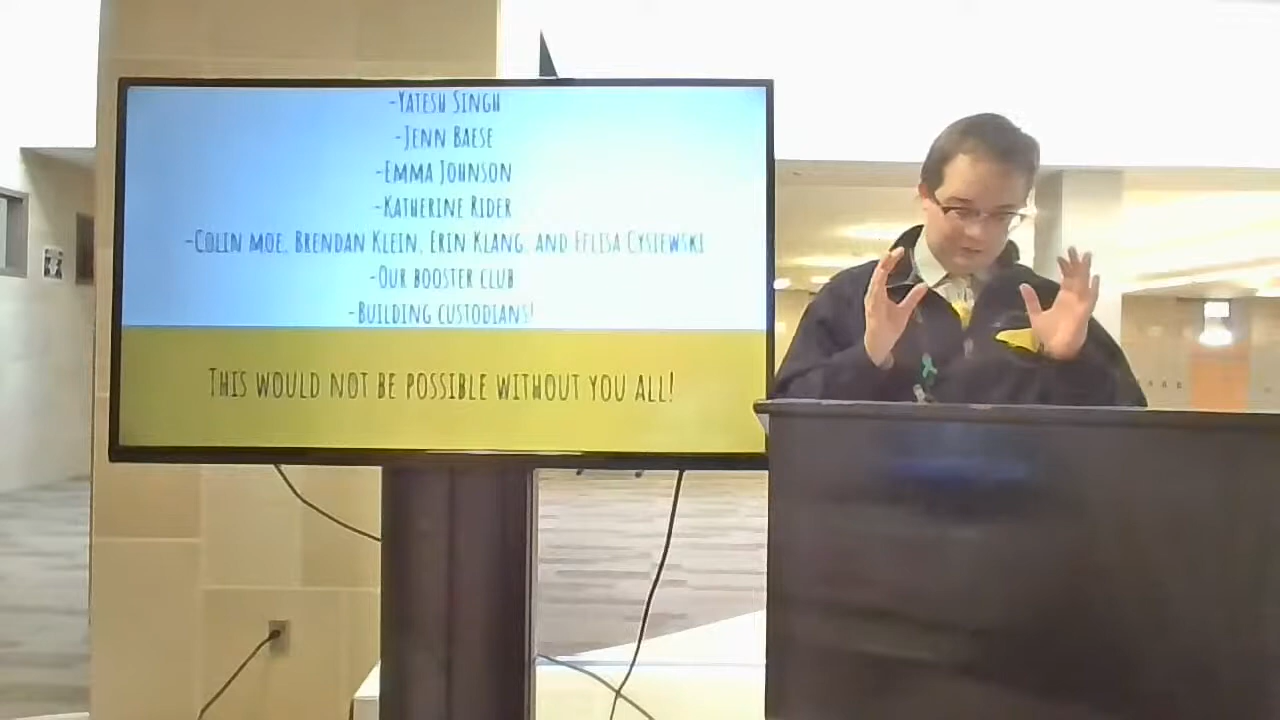 -Yatesh Singh
-Jenn Baese
-Emma Johnson
-Katherine Rider
-Colin moe, Brendan Klein, Erin Klang, and Cysiewski
-Our booster club
-Building custodians!
This would not be possible without you all!